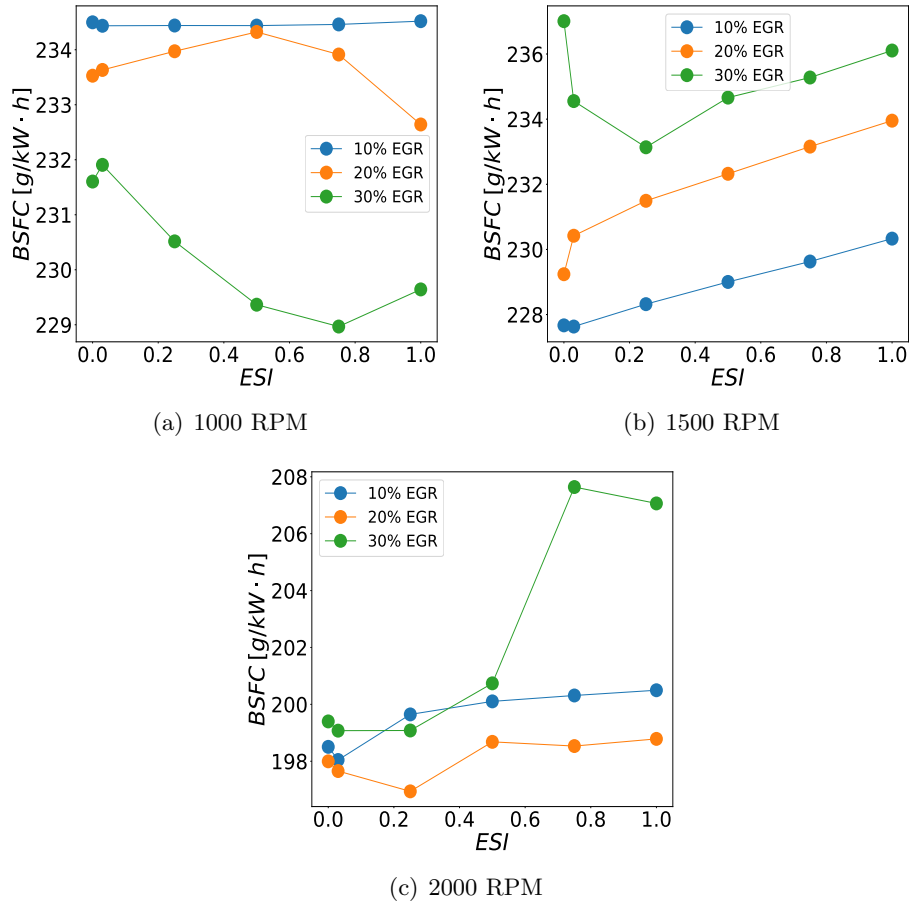 BSFC [g/kW · h]
234
233
232
231
230
229
10% EGR
20% EGR
30% EGR
0.0 0.2 0.4 0.6 0.8 1.0
ESI
(a) 1000 RPM
BSFC [g/kW · h]
236
234
232
230
228
10% EGR
20% EGR
30% EGR
0.0 0.2 0.4 0.6 0.8 1.0
ESI
(b) 1500 RPM
BSFC [g/kW · h]
208
206
204
202
200
198
10% EGR
20% EGR
30% EGR
0.0 0.2 0.4 0.6 0.8 1.0
ESI
(c) 2000 RPM